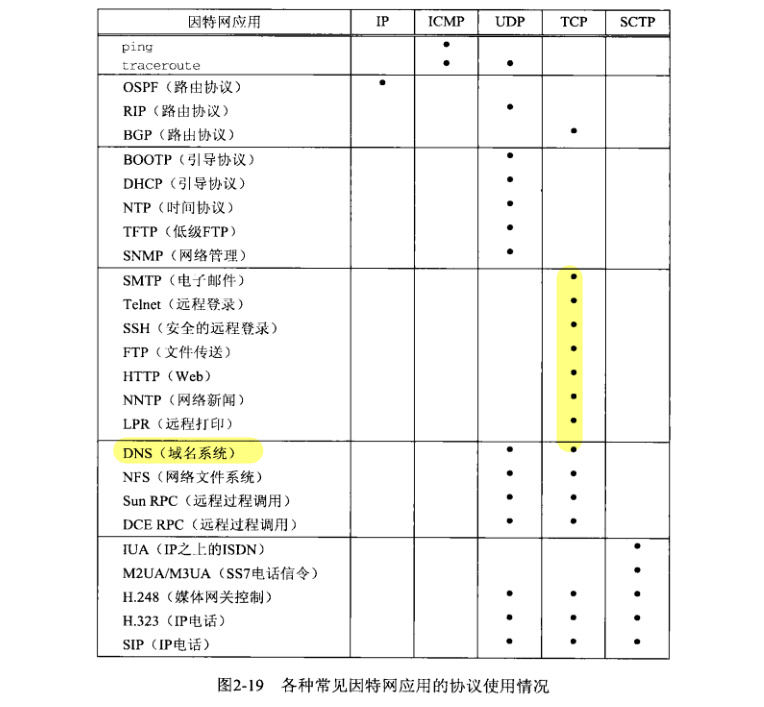 因特网应用 IP ICMP UDP TCP SCTP
ping •
traceroute • •
OSPF（路由协议） •
RIP（路由协议） •
BGP（路由协议） •
BOOTP（引导协议） •
DHCP（引导协议） •
NTP（时间协议） •
TFTP（低级FTP） •
SNMP（网络管理） •
SMTP（电子邮件） •
Telnet（远程登录） •
SSH（安全的远程登录） •
FTP（文件传送） •
HTTP（Web） •
NNTP（网络新闻） •
LPR（远程打印） •
DNS（域名系统） • •
NFS（网络文件系统） • •
Sun RPC（远程过程调用） • •
DCE RPC（远程过程调用） • •
IUA（IP之上的ISDN） •
M2UA/M3UA（SS7电话信令） •
H.248（媒体网关控制） • • •
H.323（IP电话） • • •
SIP（IP电话） • • •
图2-19 各种常见因特网应用的协议使用情况